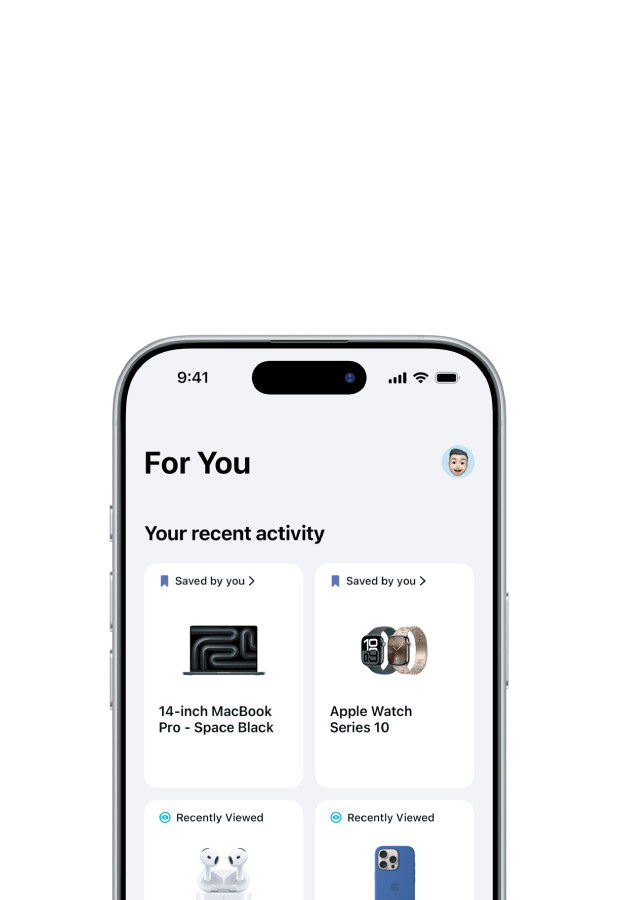 9:41
For You
Your recent activity
Saved by you
Saved by you
14-inch MacBook
Pro - Space Black
Apple Watch
Series 10
Recently Viewed
Recently Viewed